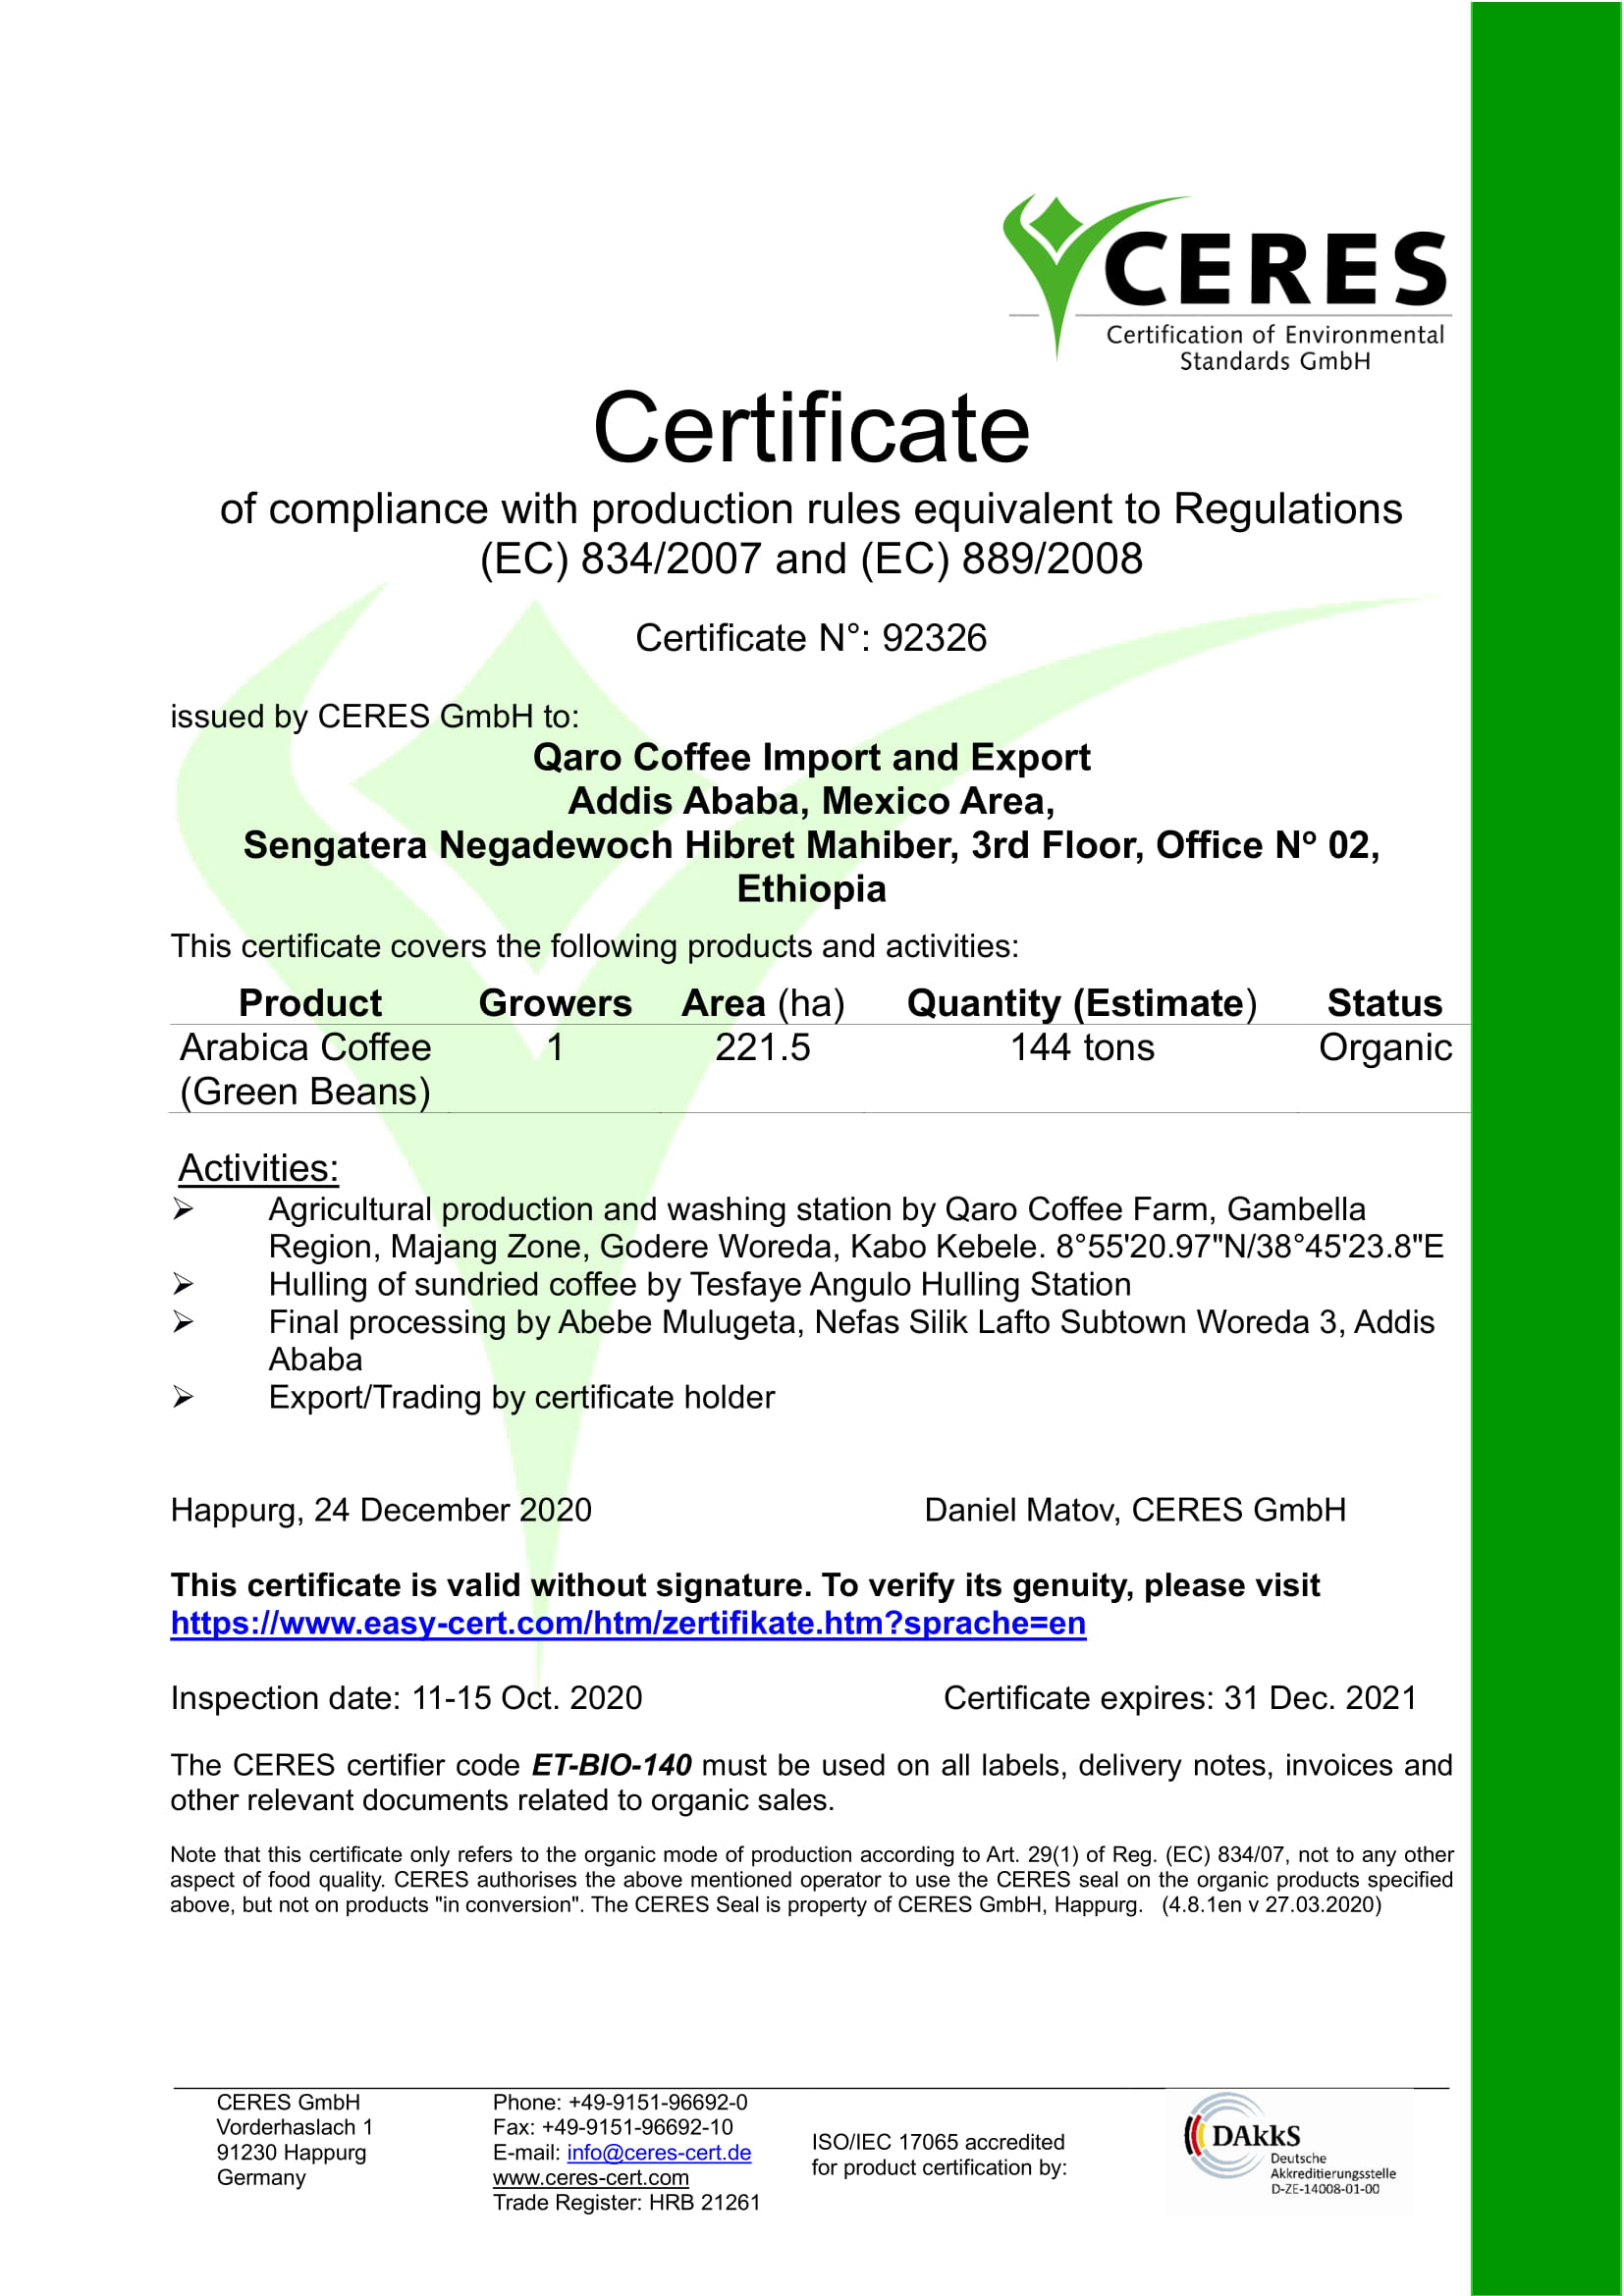 CERES
Certification of Environmental
Standards GmbH
Certificate
of compliance with production rules equivalent to Regulations
(EC) 834/2007 and (EC) 889/2008
Certificate N°: 92326
issued by CERES GmbH to:
Qaro Coffee Import and Export
Addis Ababa, Mexico Area,
Sengatera Negadewoch Hibret Mahiber, 3rd Floor, Office Nº 02,
Ethiopia
This certificate covers the following products and activities:
Product Growers Area (ha) Quantity (Estimate) Status
Arabica Coffee 1 221.5 144 tons Organic
(Green Beans)
Activities:
➢ Agricultural production and washing station by Qaro Coffee Farm, Gambella
Region, Majang Zone, Godere Woreda, Kabo Kebele. 8°55'20.97"N/38°45'23.8"E
➢ Hulling of sundried coffee by Tesfaye Angulo Hulling Station
➢ Final processing by Abebe Mulugeta, Nefas Silik Lafto Subtown Woreda 3, Addis
Ababa
➢ Export/Trading by certificate holder
Happurg, 24 December 2020 Daniel Matov, CERES GmbH
This certificate is valid without signature. To verify its genuity, please visit
https://www.easy-cert.com/htm/zertifikate.htm?sprache=en
Inspection date: 11-15 Oct. 2020 Certificate expires: 31 Dec. 2021
The CERES certifier code ET-BIO-140 must be used on all labels, delivery notes, invoices and
other relevant documents related to organic sales.
Note that this certificate only refers to the organic mode of production according to Art. 29(1) of Reg. (EC) 834/07, not to any other
aspect of food quality. CERES authorises the above mentioned operator to use the CERES seal on the organic products specified
above, but not on products "in conversion". The CERES Seal is property of CERES GmbH, Happurg. (4.8.1en v 27.03.2020)
CERES GmbH
Vorderhaslach 1
91230 Happurg
Germany
Phone: +49-9151-96692-0
Fax: +49-9151-96692-10
E-mail: info@ceres-cert.de
www.ceres-cert.com
Trade Register: HRB 21261
ISO/IEC 17065 accredited
for product certification by:
DAkkS
Deutsche
Akkreditierungsstelle
D-ZE-14008-01-00